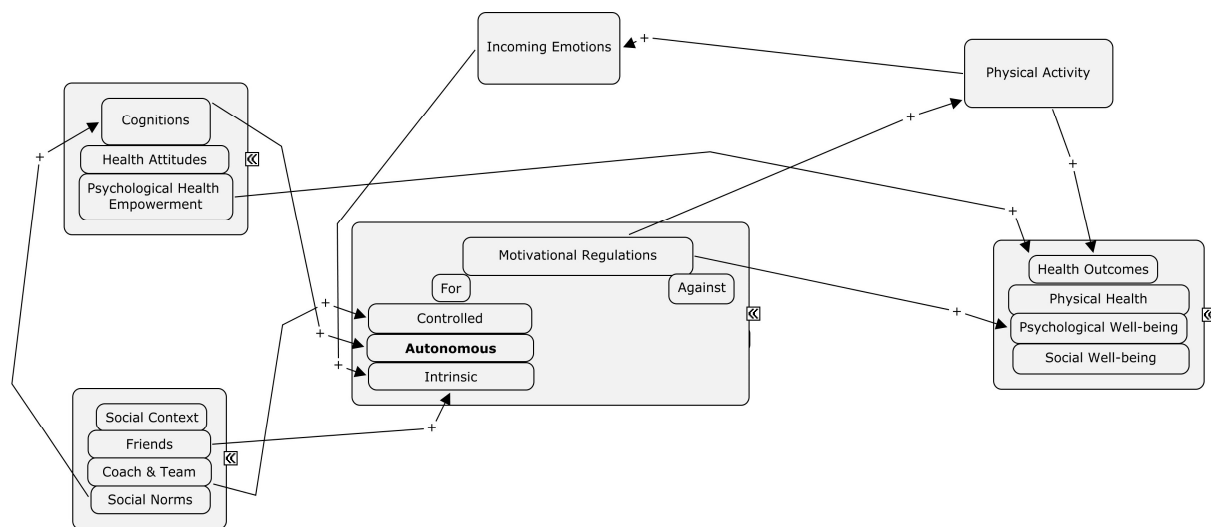 Incoming Emotions
+
Physical Activity
Cognitions
+
+
Health Attitudes
+
Psychological Health
Empowerment
+
Motivational Regulations
Health Outcomes
For
Against
Physical Health
+
Controlled
+
Psychological Well-being
+
Autonomous
Social Well-being
+
Intrinsic
Social Context
+
Friends
Coach & Team
Social Norms